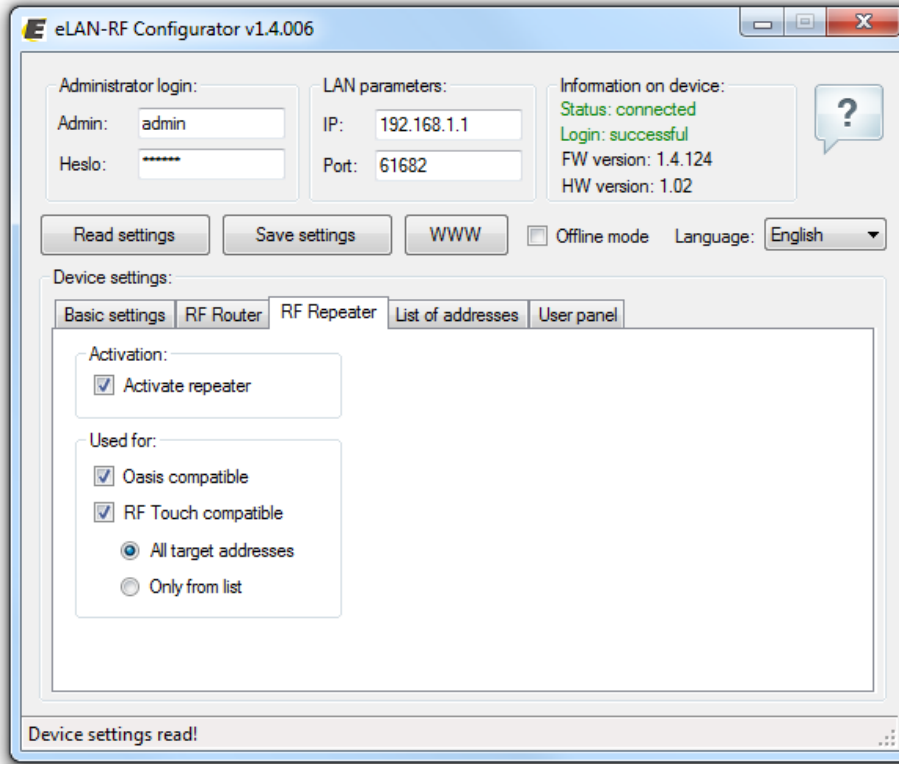 eLAN-RF Configurator v1.4.006
Administrator login:
Admin:
admin
Heslo:
******
LAN parameters:
IP:
192.168.1.1
Port:
61682
Information on device:
Status: connected
Login: successful
FW version: 1.4.124
HW version: 1.02
?
Read settings
Save settings
WWW
Offline mode
Language:
English
Device settings:
Basic settings
RF Router
RF Repeater
List of addresses
User panel
Activation:
Activate repeater
Used for:
Oasis compatible
RF Touch compatible
All target addresses
Only from list
Device settings read!